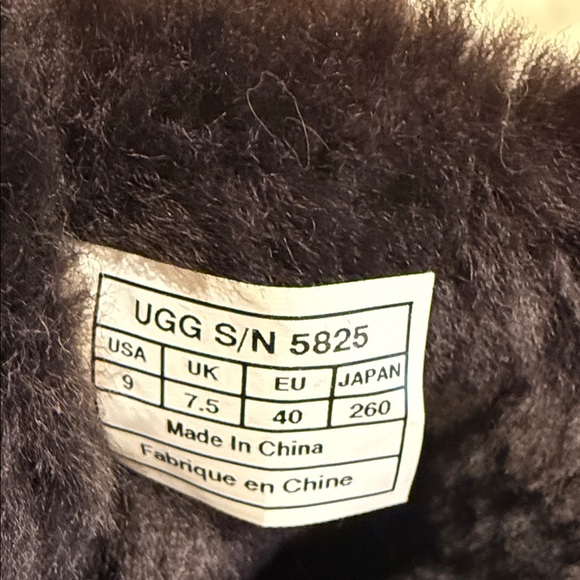 UGG S/N 5825
USA UK EU JAPAN
9 7.5 40 260
Made In China
Fabrique en Chine